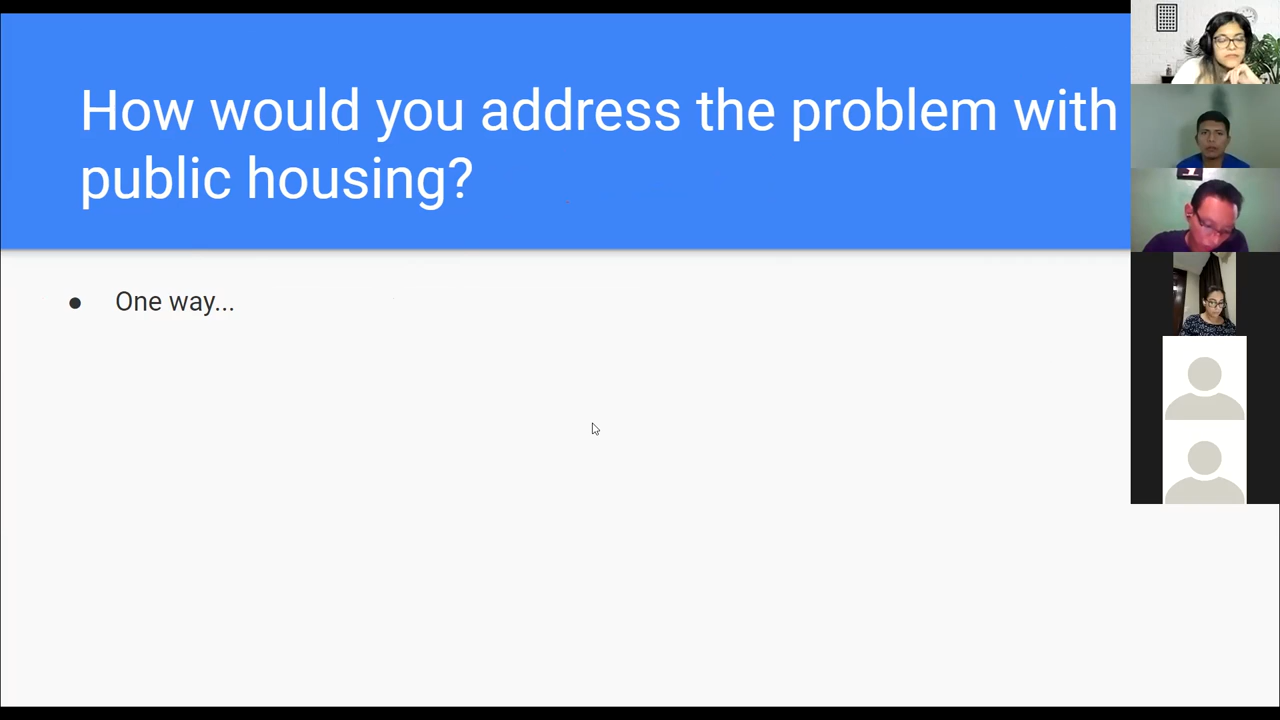 How would you address the problem with
public housing?
● One way...